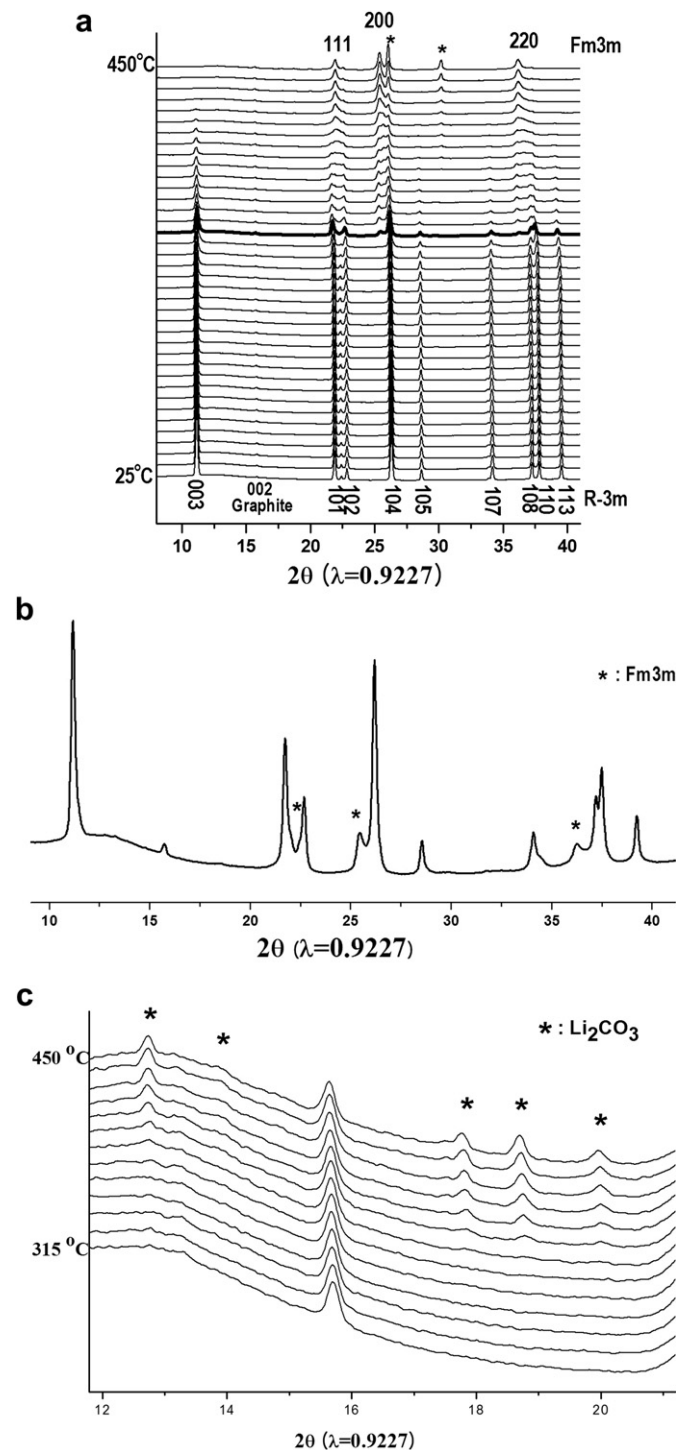 a
111 200 * * 220 Fm3m
450°C
25°C
003 002 101 102 104 105 107 108 110 113 R-3m
Graphite
10 15 20 25 30 35 40
2θ (λ=0.9227)
b
* : Fm3m
* * *
10 15 20 25 30 35 40
2θ (λ=0.9227)
c
* * * : Li₂CO₃
450 °C
* * *
315 °C
12 14 16 18 20
2θ (λ=0.9227)